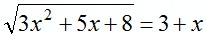 √(3x² + 5x + 8) = 3 + x